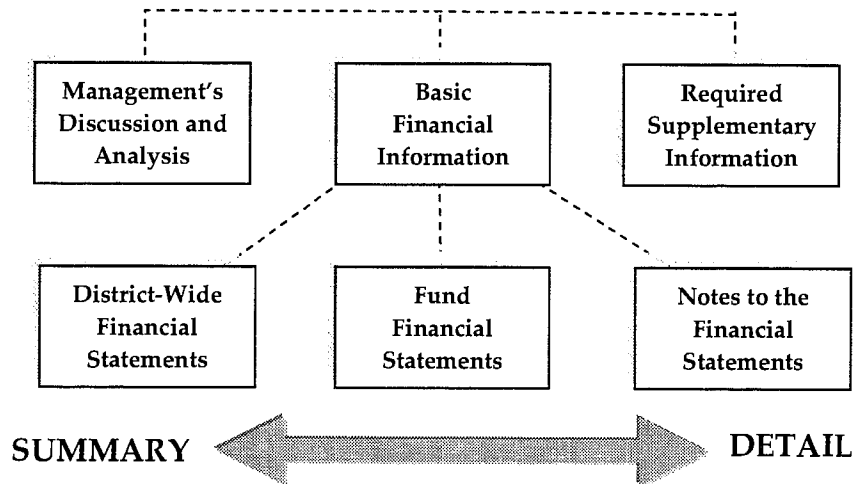 Management's
Discussion and
Analysis
Basic
Financial
Information
Required
Supplementary
Information
District-Wide
Financial
Statements
Fund
Financial
Statements
Notes to the
Financial
Statements
SUMMARY
DETAIL